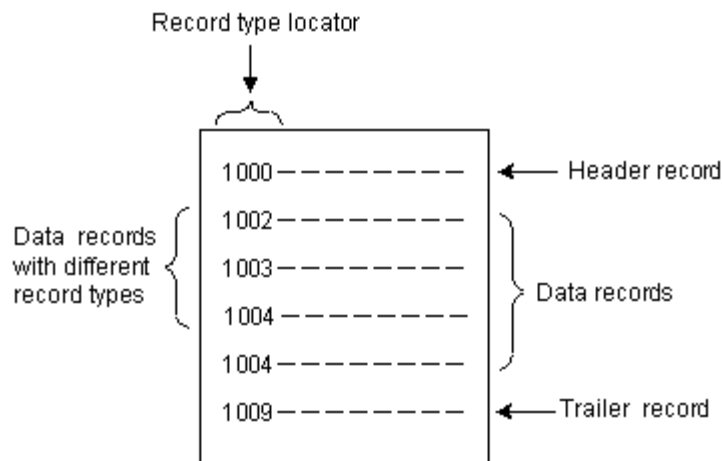 Record type locator
1000
Header record
1002
Data records
with different
record types
1003
Data records
1004
1004
1009
Trailer record